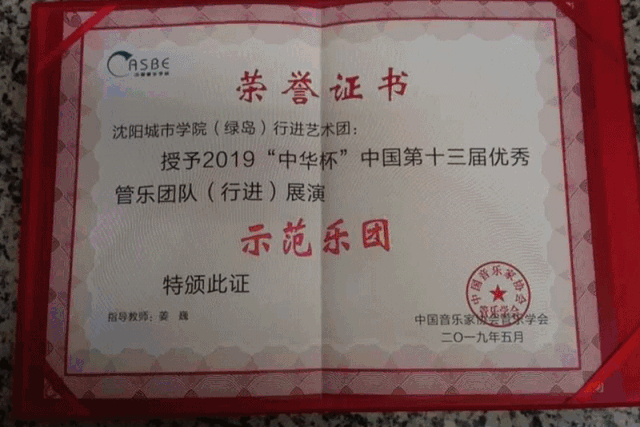 CASBE
荣誉证书
沈阳城市学院（绿岛）行进艺术团：
授予2019“中华杯”中国第十三届优秀
管乐团队（行进）展演
示范乐团
特颁此证
中国音乐家协会
管乐学会
指导教师：姜 巍
中国音乐家协会管乐学会
二〇一九年五月